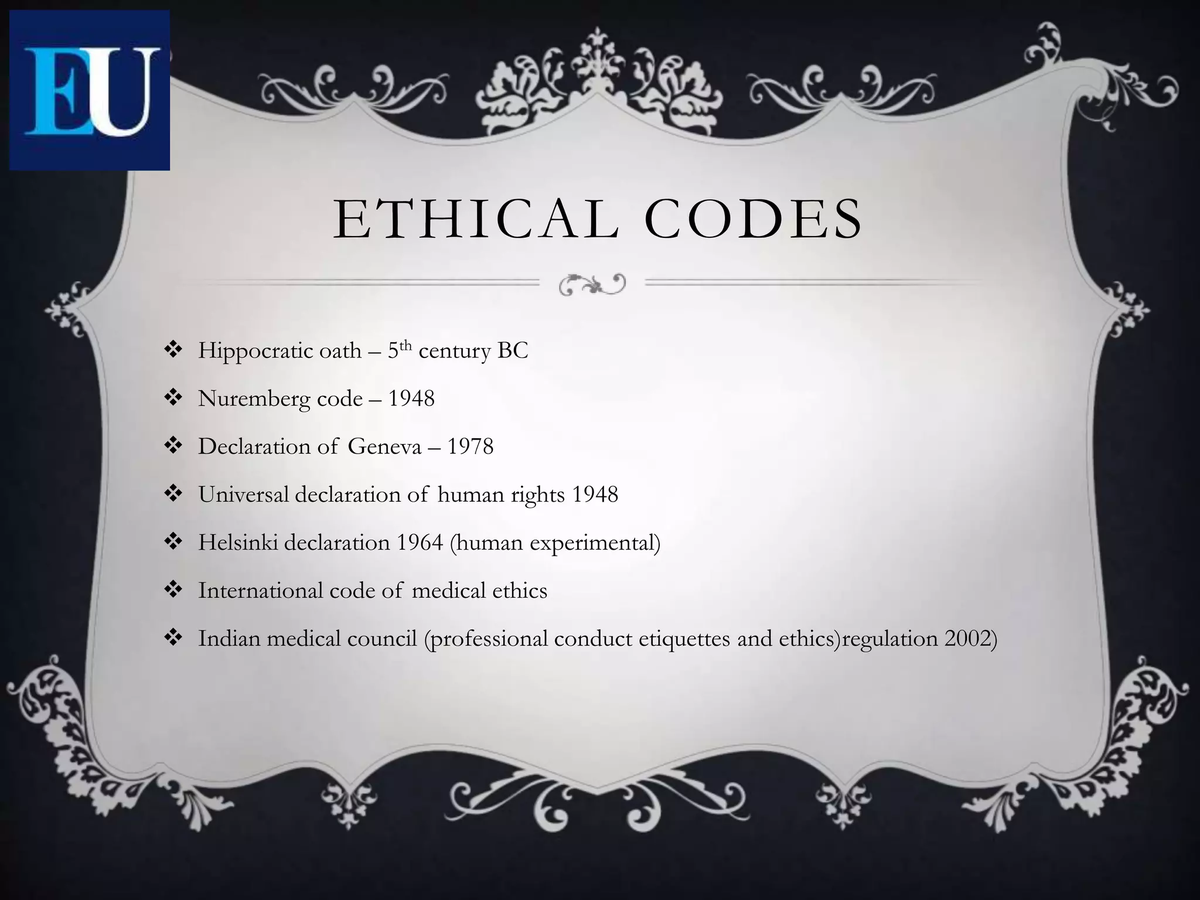 EU
ETHICAL CODES
❖ Hippocratic oath – 5th century BC
❖ Nuremberg code – 1948
❖ Declaration of Geneva – 1978
❖ Universal declaration of human rights 1948
❖ Helsinki declaration 1964 (human experimental)
❖ International code of medical ethics
❖ Indian medical council (professional conduct etiquettes and ethics)regulation 2002)